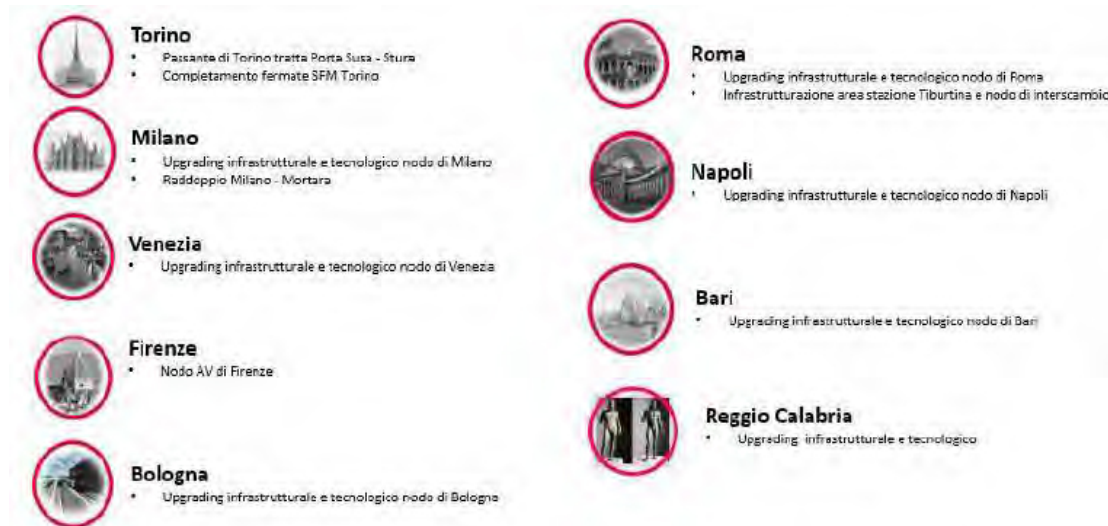 Torino
• Passante di Torino tratta Porta Susa - Stura
• Completamento fermate SFM Torino
Milano
• Upgrading infrastrutturale e tecnologico nodo di Milano
• Raddoppio Milano - Mortara
Venezia
• Upgrading infrastrutturale e tecnologico nodo di Venezia
Firenze
• Nodo AV di Firenze
Bologna
• Upgrading infrastrutturale e tecnologico nodo di Bologna
Roma
• Upgrading infrastrutturale e tecnologico nodo di Roma
• Infrastrutturazione area stazione Tiburtina e nodo di interscambio
Napoli
• Upgrading infrastrutturale e tecnologico nodo di Napoli
Bari
• Upgrading infrastrutturale e tecnologico nodo di Bari
Reggio Calabria
• Upgrading infrastrutturale e tecnologico